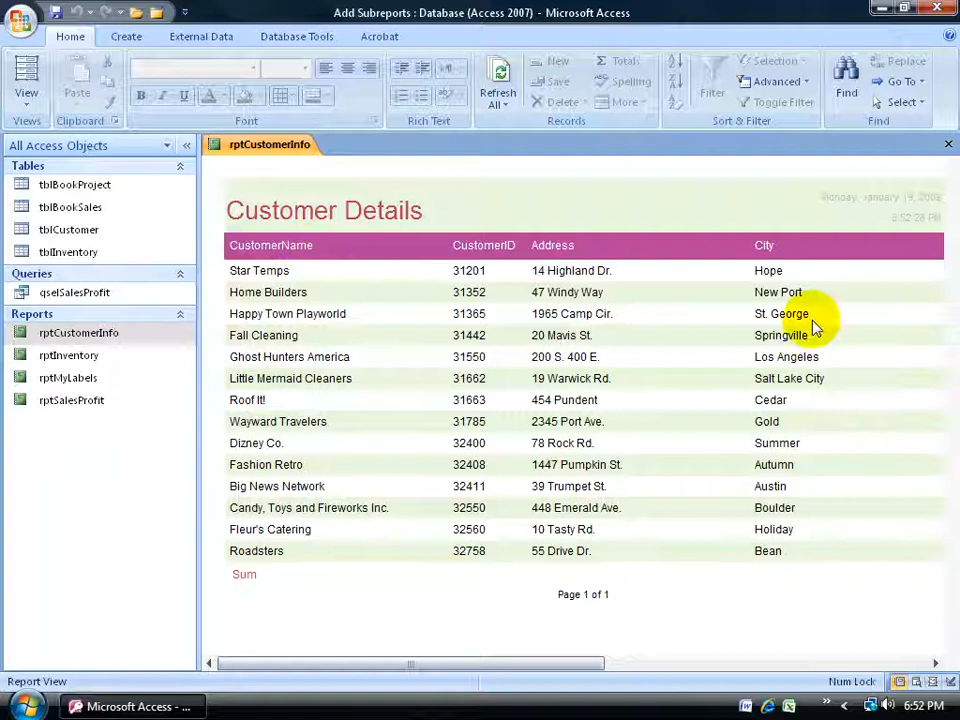 Add Subreports : Database (Access 2007) - Microsoft Access
Home Create External Data Database Tools Acrobat
View Paste Refresh All Filter Find
New Save Delete Totals Spelling More
Selection Advanced Toggle Filter
Replace Go To Select
B I U A
Views Clipboard Font Rich Text Records Sort & Filter Find
All Access Objects
rptCustomerInfo
Tables
tblBookProject
tblBookSales
tblCustomer
tblInventory
Queries
qselSalesProfit
Reports
rptCustomerInfo
rptInventory
rptMyLabels
rptSalesProfit
Monday, January 19, 2009
6:52:28 PM
Customer Details
CustomerName CustomerID Address City
Star Temps 31201 14 Highland Dr. Hope
Home Builders 31352 47 Windy Way New Port
Happy Town Playworld 31365 1965 Camp Cir. St. George
Fall Cleaning 31442 20 Mavis St. Springville
Ghost Hunters America 31550 200 S. 400 E. Los Angeles
Little Mermaid Cleaners 31662 19 Warwick Rd. Salt Lake City
Roof It! 31663 454 Pundent Cedar
Wayward Travelers 31785 2345 Port Ave. Gold
Dizney Co. 32400 78 Rock Rd. Summer
Fashion Retro 32408 1447 Pumpkin St. Autumn
Big News Network 32411 39 Trumpet St. Austin
Candy, Toys and Fireworks Inc. 32550 448 Emerald Ave. Boulder
Fleur's Catering 32560 10 Tasty Rd. Holiday
Roadsters 32758 55 Drive Dr. Bean
Sum
Page 1 of 1
Report View Num Lock
Microsoft Access - ... 6:52 PM